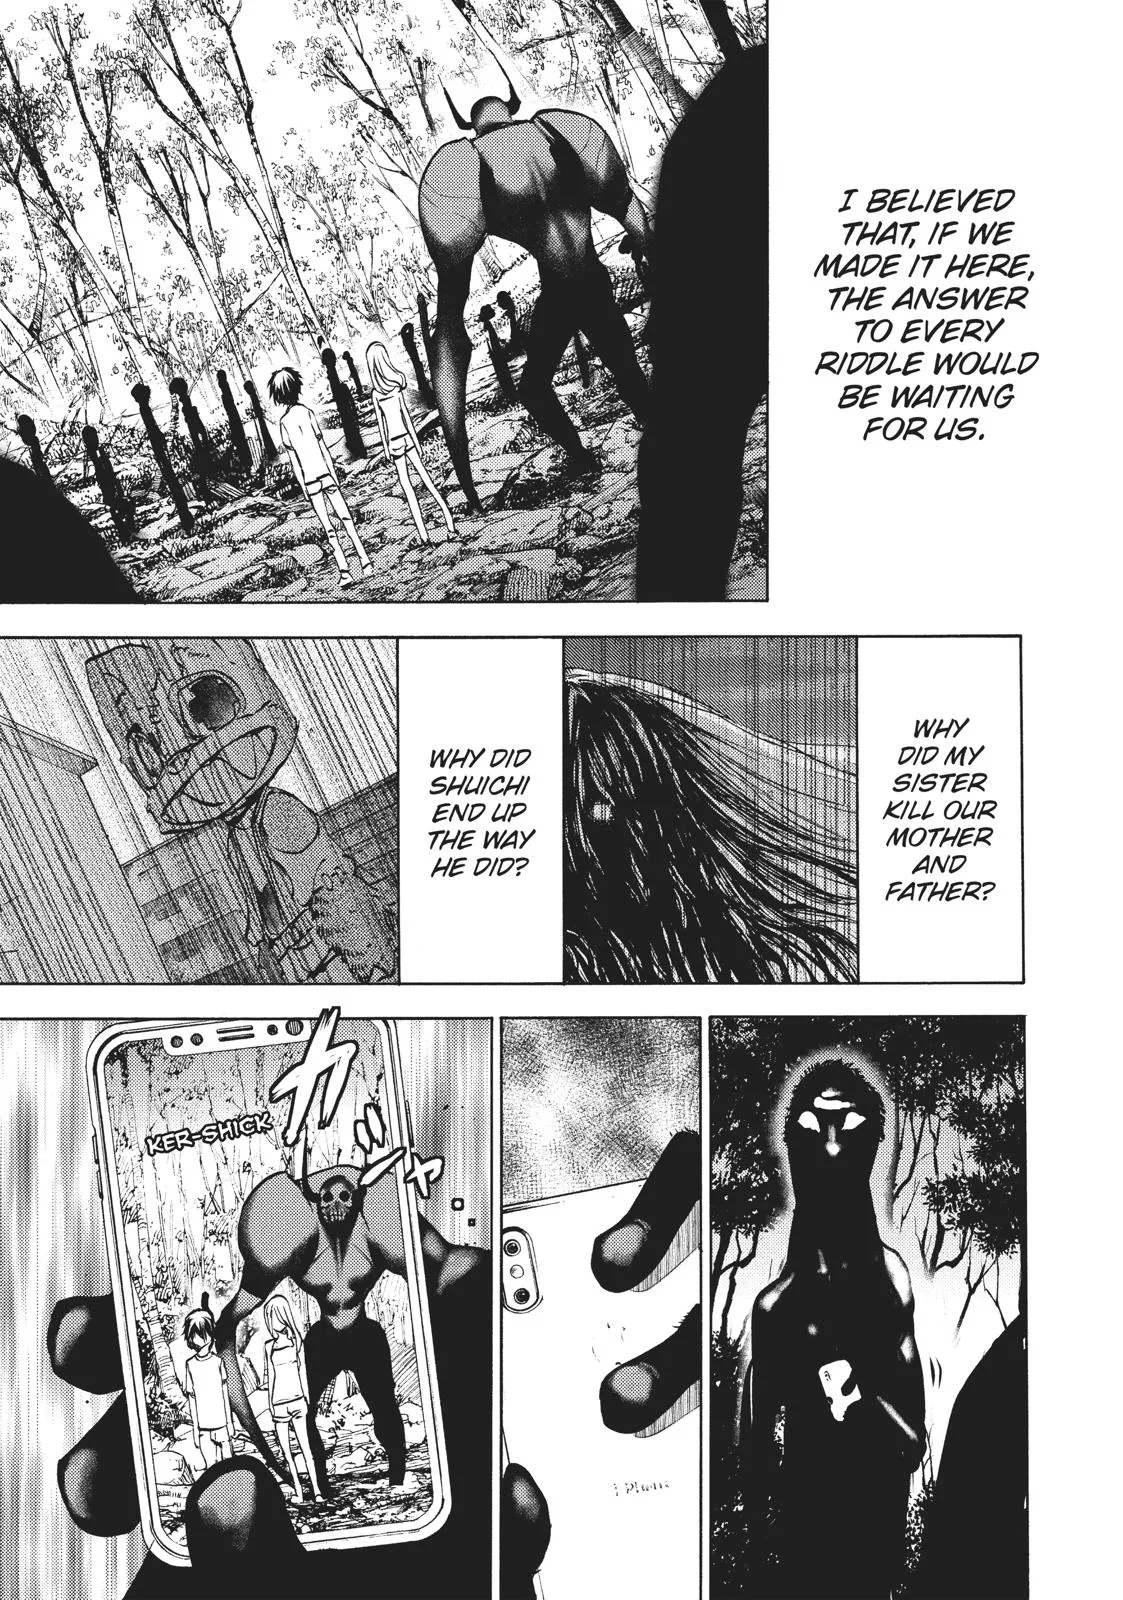 I BELIEVED
THAT, IF WE
MADE IT HERE,
THE ANSWER
TO EVERY
RIDDLE WOULD
BE WAITING
FOR US.
WHY
DID MY
SISTER
KILL OUR
MOTHER
AND
FATHER?
WHY DID
SHUICHI
END UP
THE WAY
HE DID?
カ
シャ
KER-SHICK